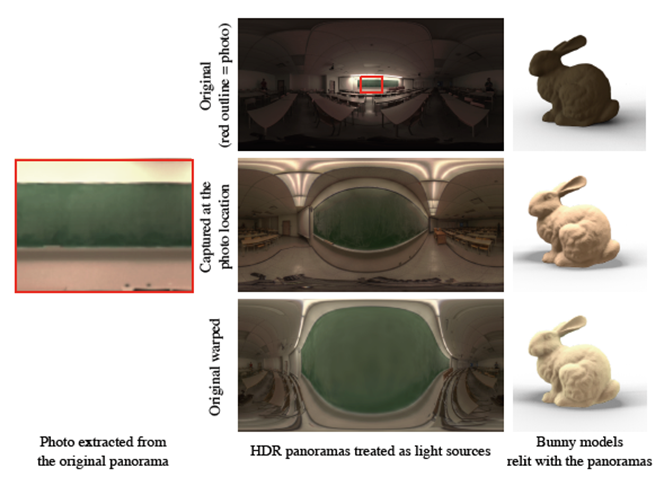 Original
(red outline = photo)
Captured at the
photo location
Original warped
Photo extracted from
the original panorama
HDR panoramas treated as light sources
Bunny models
relit with the panoramas